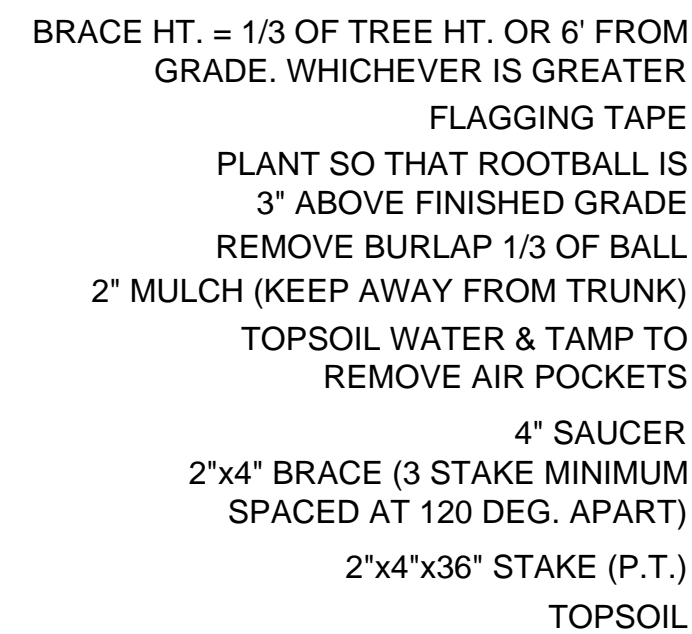 BRACE HT. = 1/3 OF TREE HT. OR 6' FROM
GRADE. WHICHEVER IS GREATER
FLAGGING TAPE
PLANT SO THAT ROOTBALL IS
3" ABOVE FINISHED GRADE
REMOVE BURLAP 1/3 OF BALL
2" MULCH (KEEP AWAY FROM TRUNK)
TOPSOIL WATER & TAMP TO
REMOVE AIR POCKETS
4" SAUCER
2"x4" BRACE (3 STAKE MINIMUM
SPACED AT 120 DEG. APART)
2"x4"x36" STAKE (P.T.)
TOPSOIL